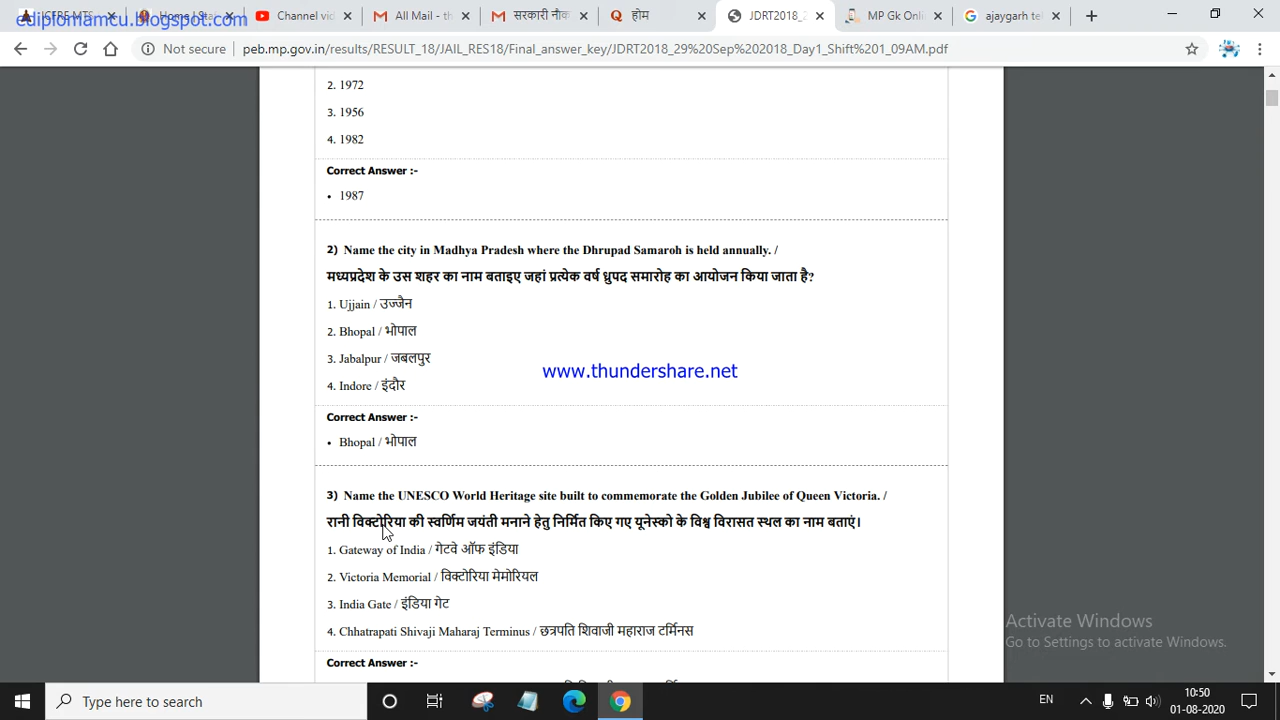 edipiomamcu.blogspot.com
Channel vid
All Mail - th
सरकारी नौक
होम
JDRT2018_2
MP Gk Onli
ajaygarh te
Not secure
peb.mp.gov.in/results/RESULT_18/JAIL_RES18/Final_answer_key/JDRT2018_29%20Sep%202018_Day1_Shift%201_09AM.pdf
2. 1972
3. 1956
4. 1982
Correct Answer :-
• 1987
2) Name the city in Madhya Pradesh where the Dhrupad Samaroh is held annually. /
मध्यप्रदेश के उस शहर का नाम बताइए जहां प्रत्येक वर्ष ध्रुपद समारोह का आयोजन किया जाता है?
1. Ujjain / उज्जैन
2. Bhopal / भोपाल
3. Jabalpur / जबलपुर
www.thundershare.net
4. Indore / इंदौर
Correct Answer :-
• Bhopal / भोपाल
3) Name the UNESCO World Heritage site built to commemorate the Golden Jubilee of Queen Victoria. /
रानी विक्टोरिया की स्वर्णिम जयंती मनाने हेतु निर्मित किए गए यूनेस्को के विश्व विरासत स्थल का नाम बताएं।
1. Gateway of India / गेटवे ऑफ इंडिया
2. Victoria Memorial / विक्टोरिया मेमोरियल
3. India Gate / इंडिया गेट
4. Chhatrapati Shivaji Maharaj Terminus / छत्रपति शिवाजी महाराज टर्मिनस
Activate Windows
Go to Settings to activate Windows.
Correct Answer :-
Type here to search
EN
10:50
01-08-2020